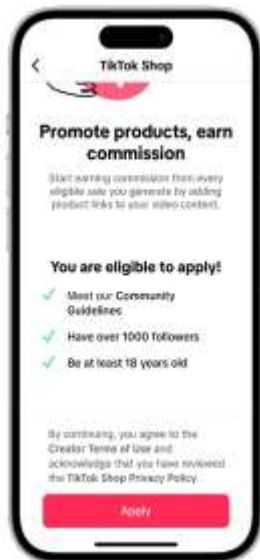 TikTok Shop
Promote products, earn
commission
Start earning commission from every
eligible sale you generate by adding
product links to your video content.
You are eligible to apply!
Meet our Community
Guidelines
Have over 1000 followers
Be at least 18 years old
By continuing, you agree to the
Creator Terms of Use and
acknowledge that you have reviewed
the TikTok Shop Privacy Policy
Apply